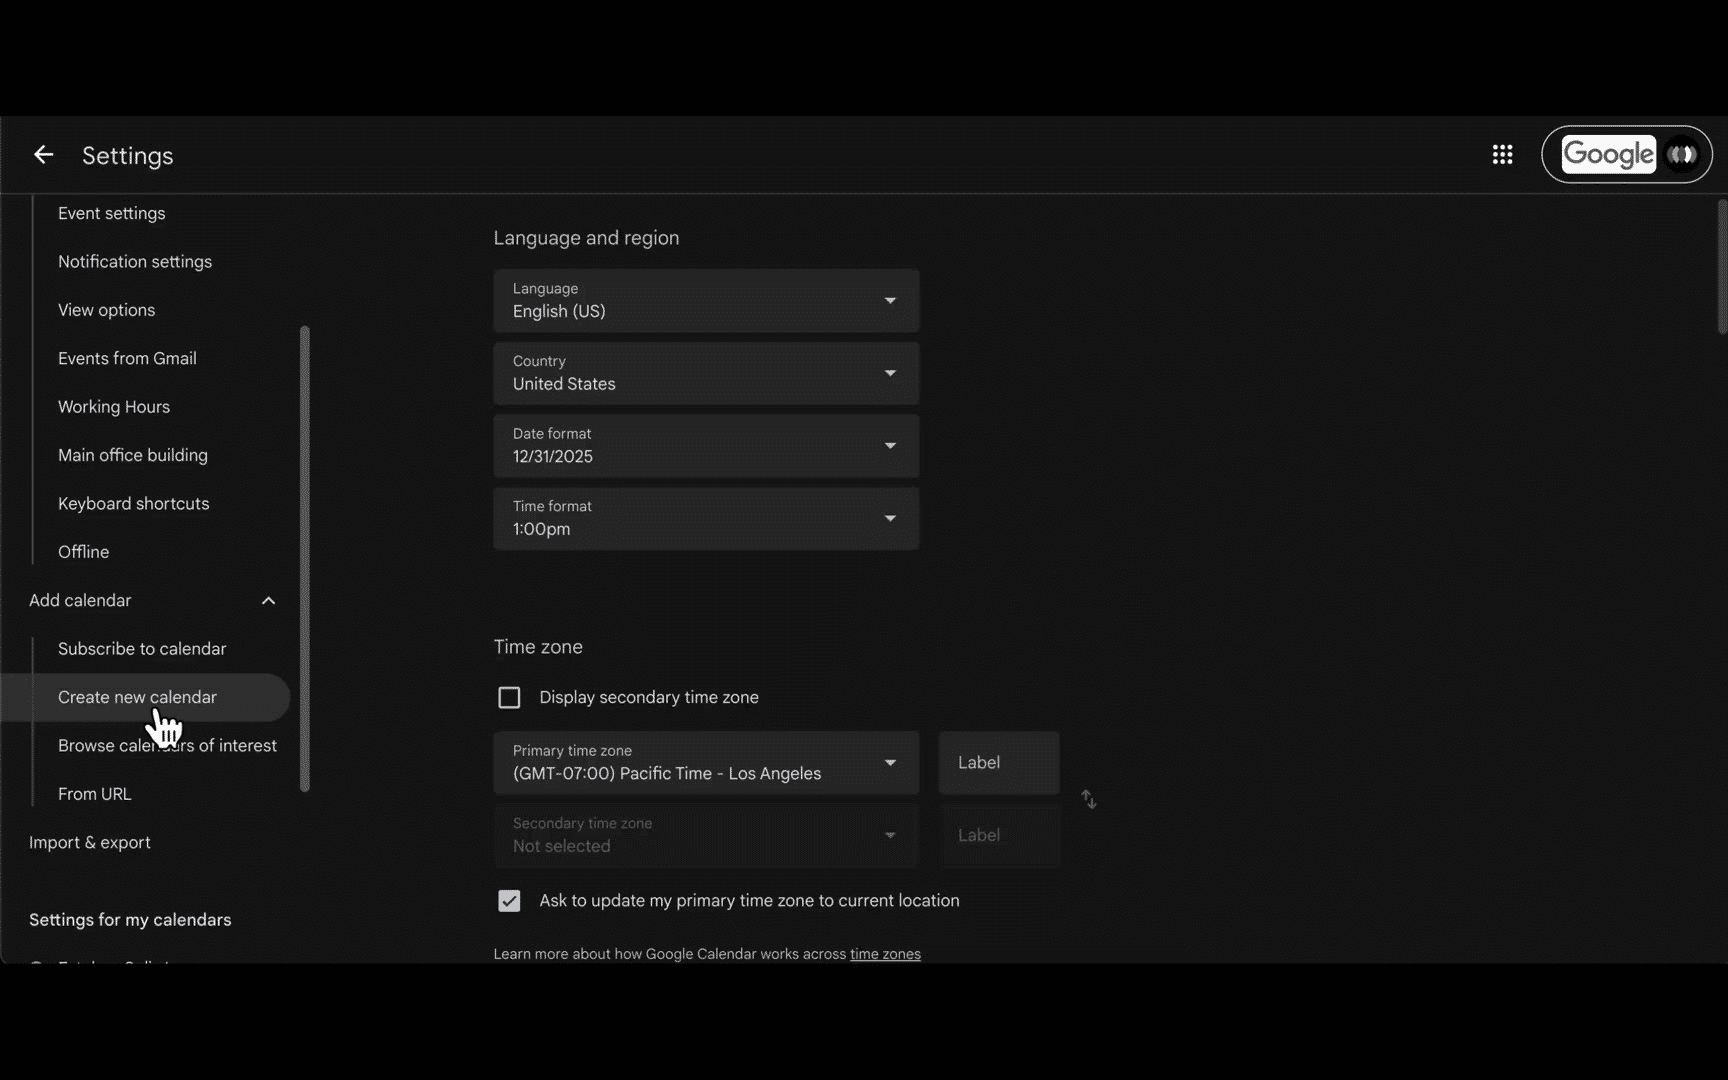 Settings
Google
Event settings
Notification settings
View options
Events from Gmail
Working Hours
Main office building
Keyboard shortcuts
Offline
Add calendar
Subscribe to calendar
Create new calendar
Browse calendars of interest
From URL
Import & export
Settings for my calendars
Language and region
Language
English (US)
Country
United States
Date format
12/31/2025
Time format
1:00pm
Time zone
Display secondary time zone
Primary time zone
(GMT-07:00) Pacific Time - Los Angeles
Label
Secondary time zone
Not selected
Label
Ask to update my primary time zone to current location
Learn more about how Google Calendar works across time zones